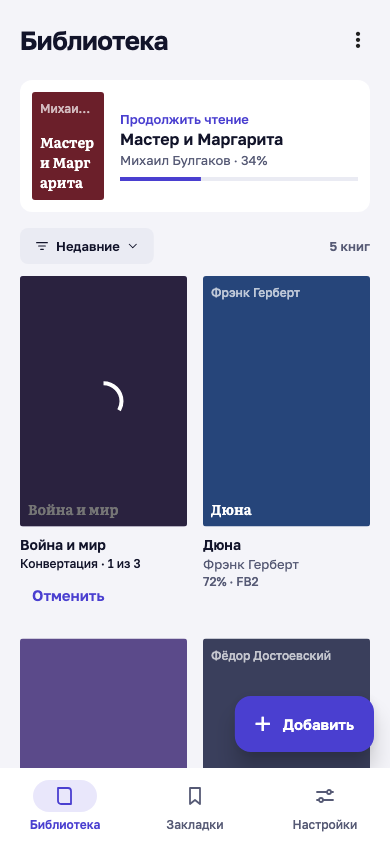 Библиотека
Михаи...
Мастер
и Марг
арита
Продолжить чтение
Мастер и Маргарита
Михаил Булгаков · 34%
Недавние
5 книг
Война и мир
Фрэнк Герберт
Дюна
Война и мир
Конвертация · 1 из 3
Отменить
Дюна
Фрэнк Герберт
72% · FB2
Фёдор Достоевский
Добавить
Библиотека
Закладки
Настройки